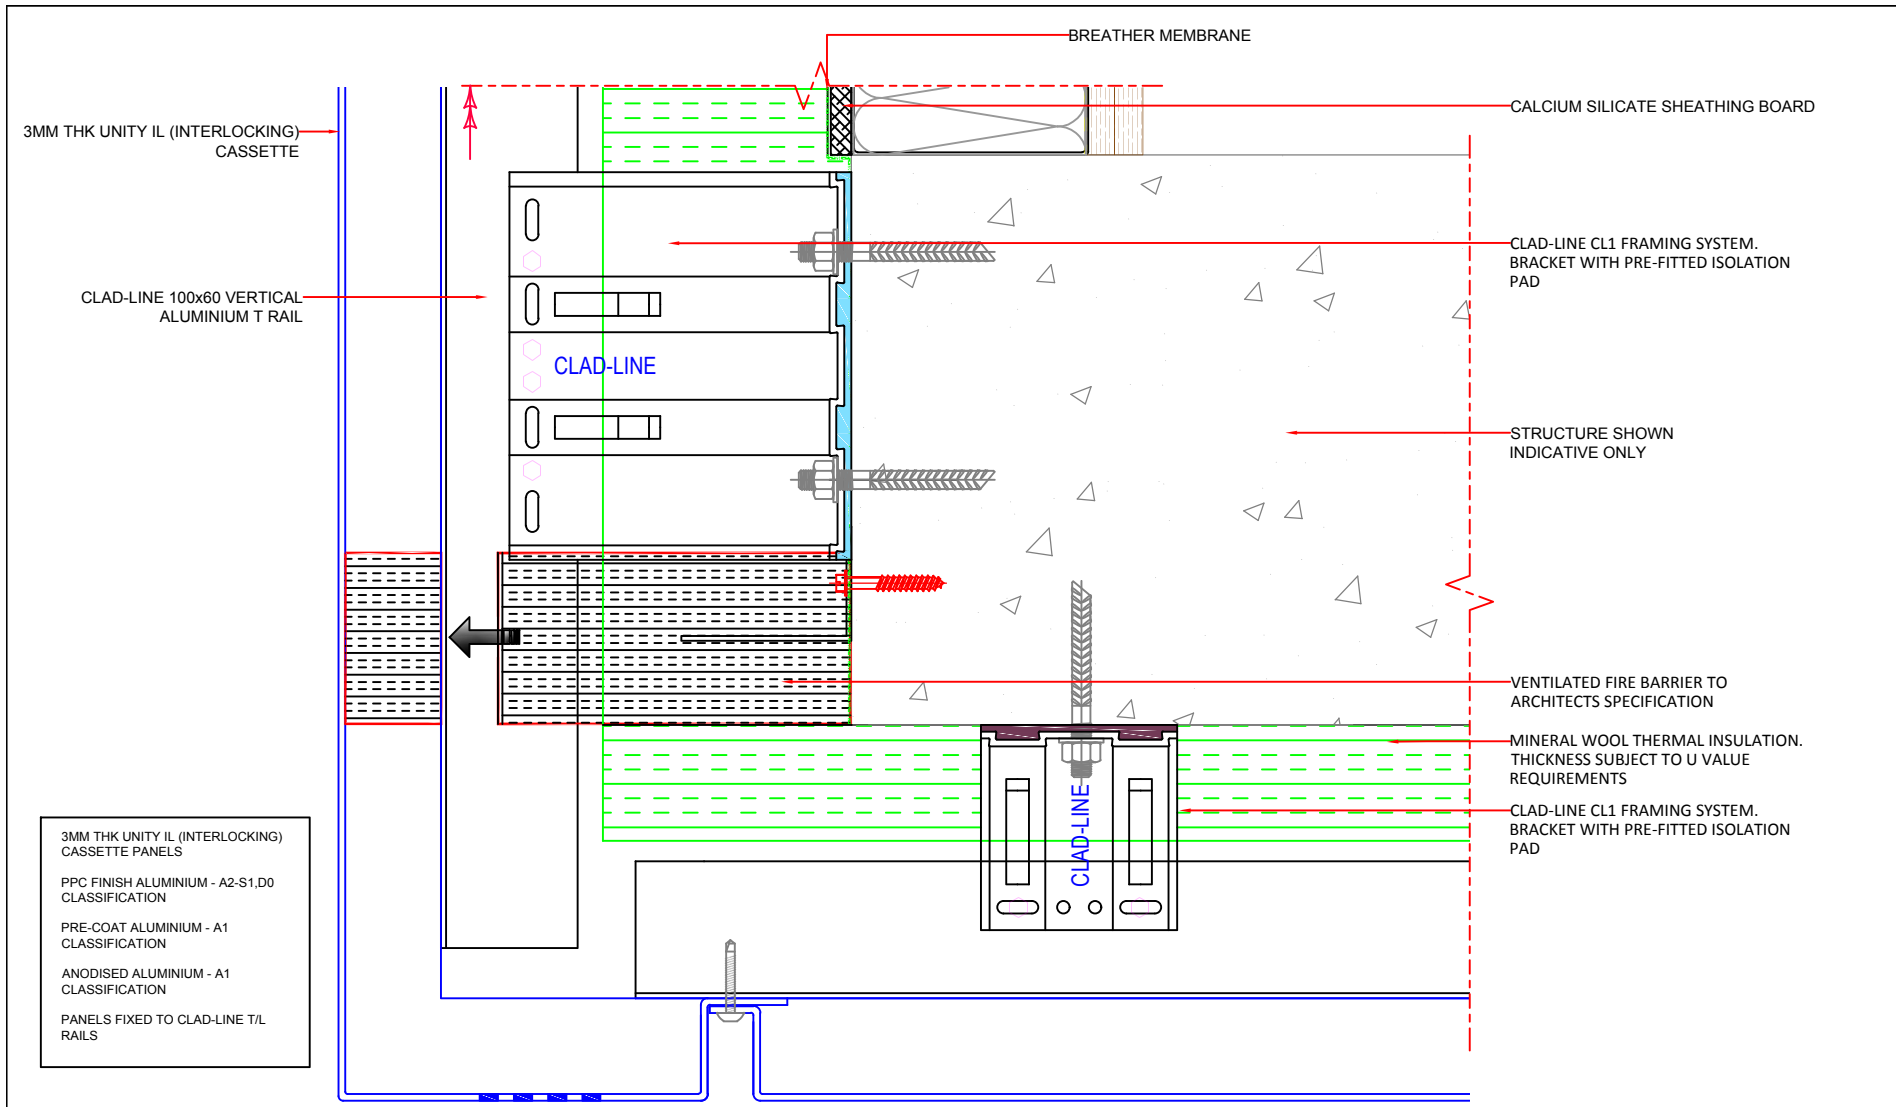 BREATHER MEMBRANE
3MM THK UNITY IL (INTERLOCKING)
CASSETTE
CALCIUM SILICATE SHEATHING BOARD
CLAD-LINE CL1 FRAMING SYSTEM.
BRACKET WITH PRE-FITTED ISOLATION
PAD
CLAD-LINE 100x60 VERTICAL
ALUMINIUM T RAIL
CLAD-LINE
STRUCTURE SHOWN
INDICATIVE ONLY
VENTILATED FIRE BARRIER TO
ARCHITECTS SPECIFICATION
MINERAL WOOL THERMAL INSULATION.
THICKNESS SUBJECT TO U VALUE
REQUIREMENTS
CLAD-LINE CL1 FRAMING SYSTEM.
BRACKET WITH PRE-FITTED ISOLATION
PAD
CLAD-LINE
3MM THK UNITY IL (INTERLOCKING)
CASSETTE PANELS
PPC FINISH ALUMINIUM - A2-S1,D0
CLASSIFICATION
PRE-COAT ALUMINIUM - A1
CLASSIFICATION
ANODISED ALUMINIUM - A1
CLASSIFICATION
PANELS FIXED TO CLAD-LINE T/L
RAILS